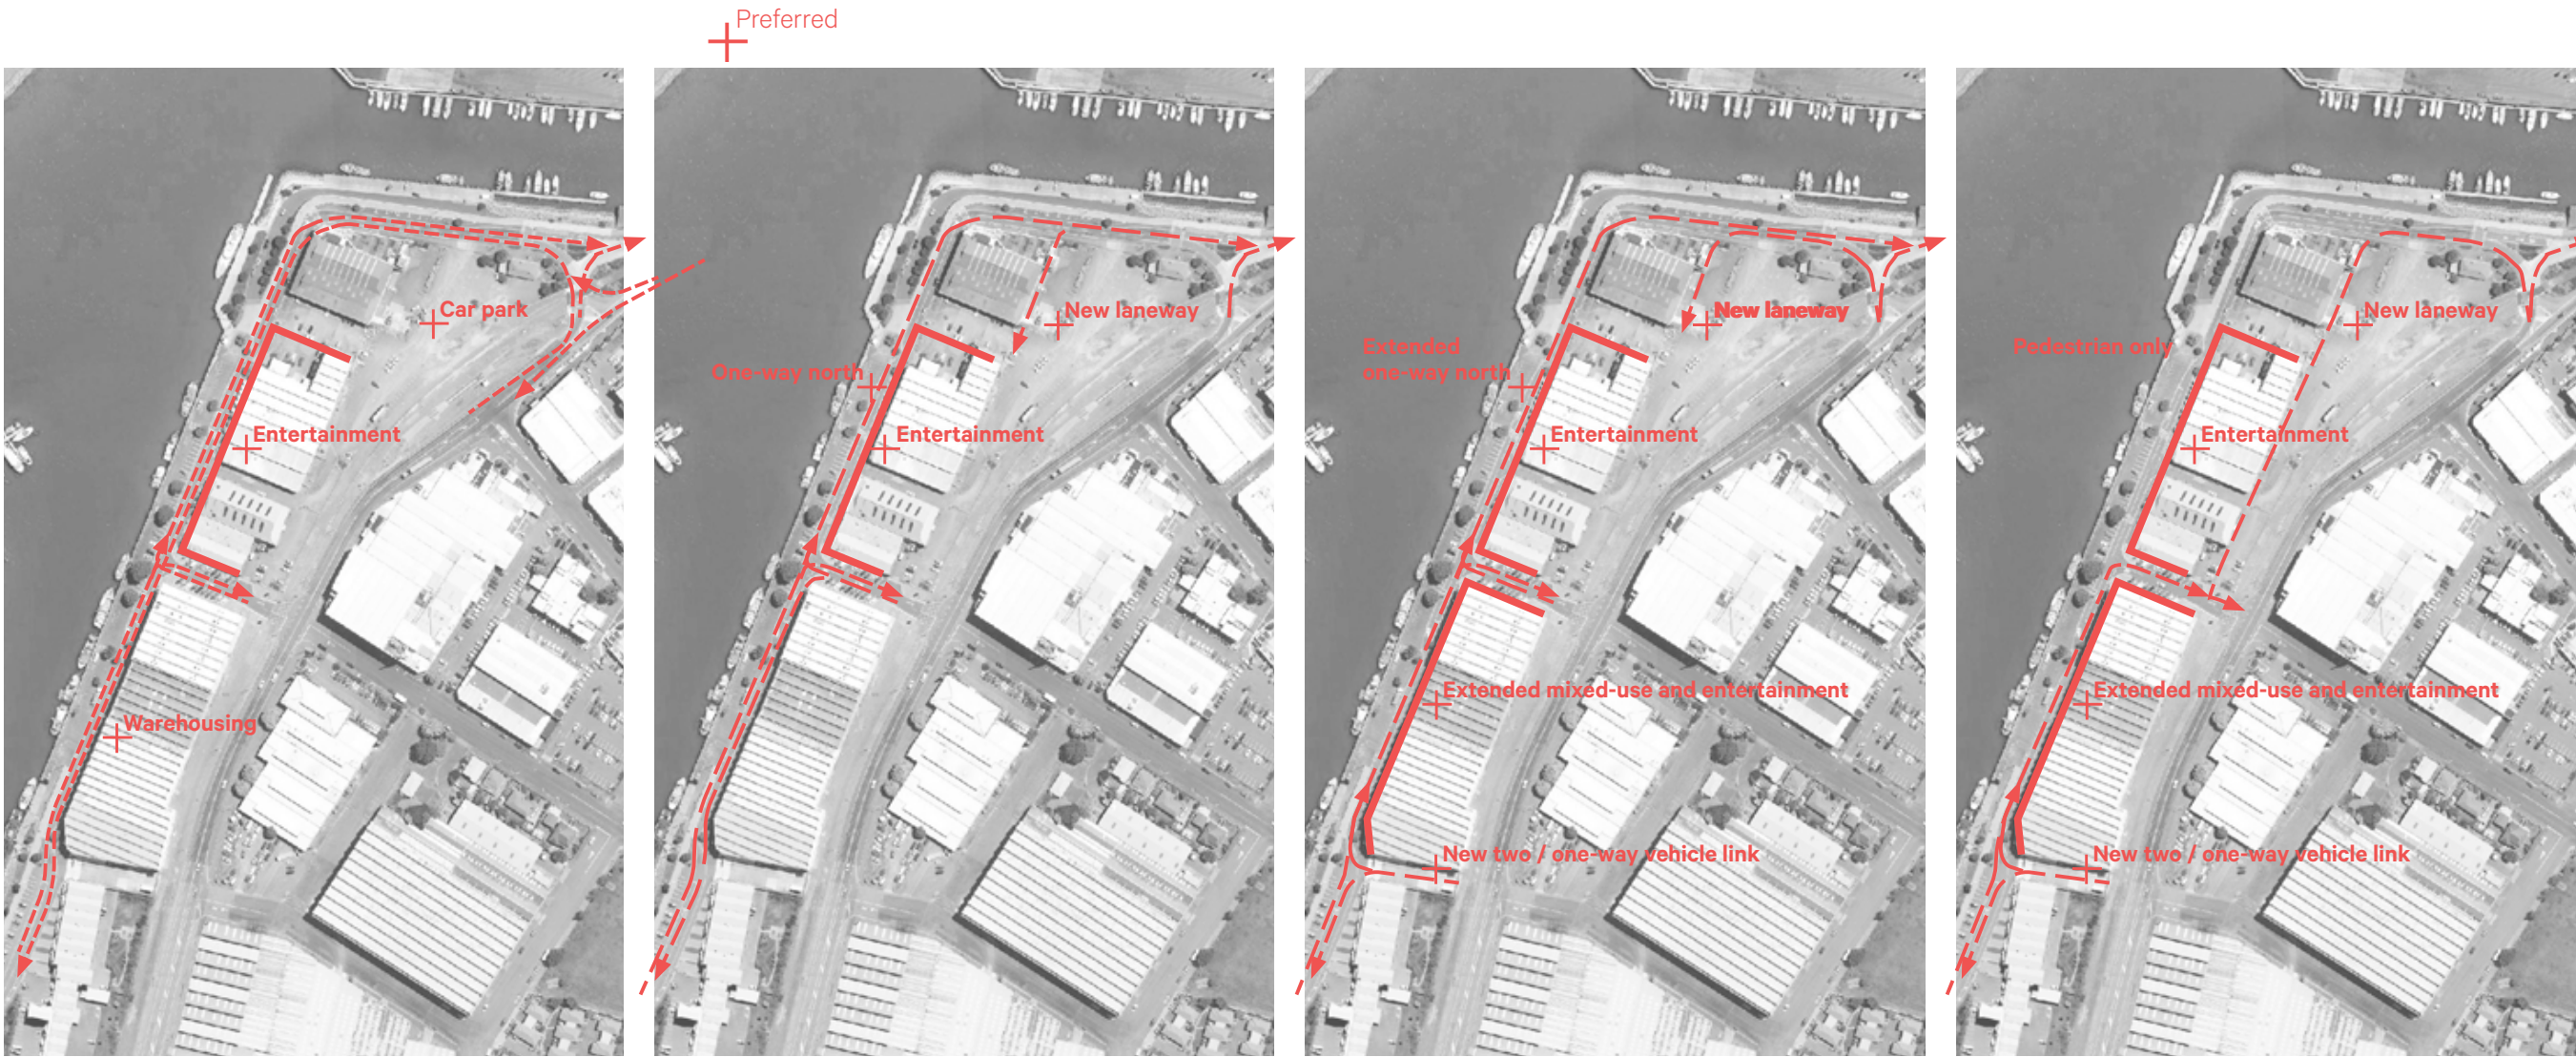 Preferred
Car park
Entertainment
Warehousing
New laneway
One-way north
Entertainment
New laneway
Extended
one-way north
Entertainment
Extended mixed-use and entertainment
New two / one-way vehicle link
New laneway
Pedestrian only
Entertainment
Extended mixed-use and entertainment
New two / one-way vehicle link